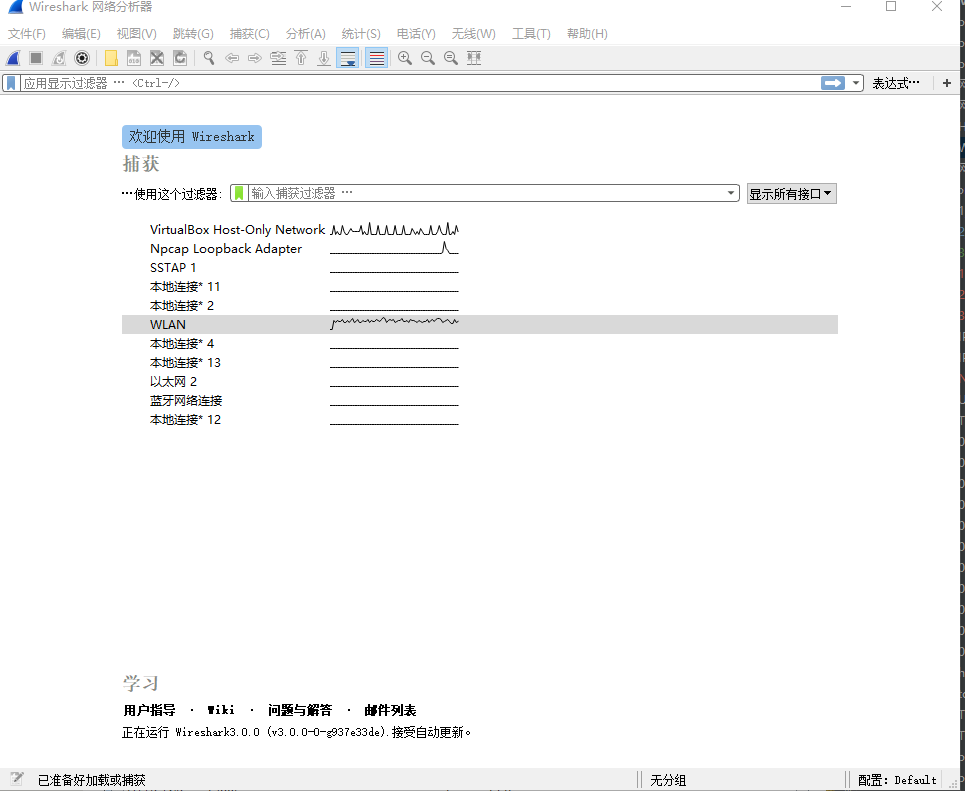 Wireshark 网络分析器
文件(F) 编辑(E) 视图(V) 跳转(G) 捕获(C) 分析(A) 统计(S) 电话(Y) 无线(W) 工具(T) 帮助(H)
应用显示过滤器 … <Ctrl-/> 表达式… +
欢迎使用 Wireshark
捕获
…使用这个过滤器: 输入捕获过滤器 … 显示所有接口
VirtualBox Host-Only Network
Npcap Loopback Adapter
SSTAP 1
本地连接* 11
本地连接* 2
WLAN
本地连接* 4
本地连接* 13
以太网 2
蓝牙网络连接
本地连接* 12
学习
用户指导 · Wiki · 问题与解答 · 邮件列表
正在运行 Wireshark3.0.0 (v3.0.0-0-g937e33de).接受自动更新。
已准备好加载或捕获 无分组 配置: Default